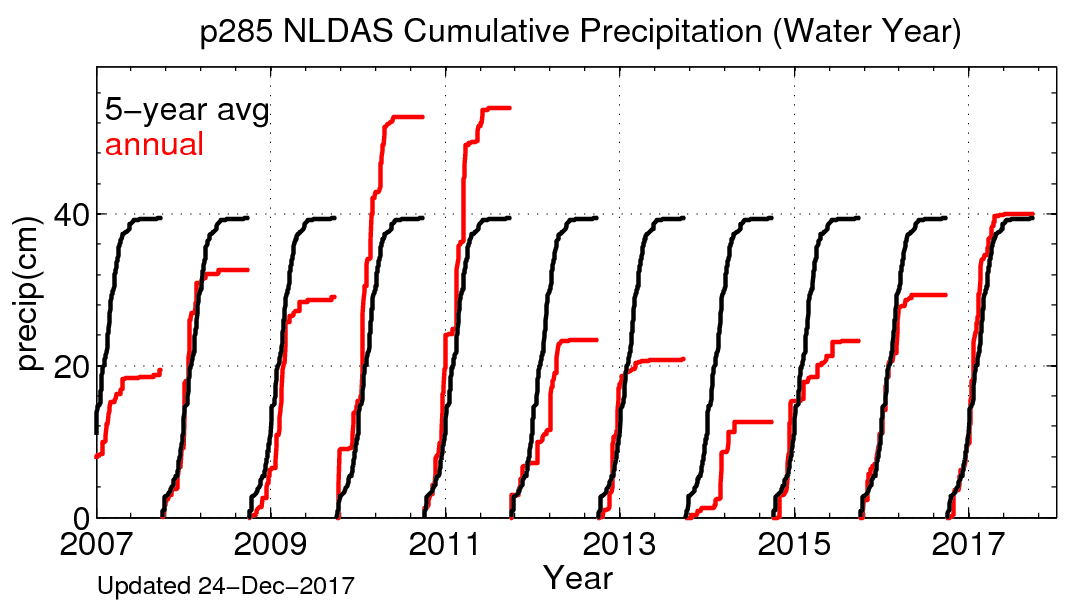 p285 NLDAS Cumulative Precipitation (Water Year)
5−year avg
annual
precip(cm)
40
20
0
2007 2009 2011 2013 2015 2017
Year
Updated 24−Dec−2017